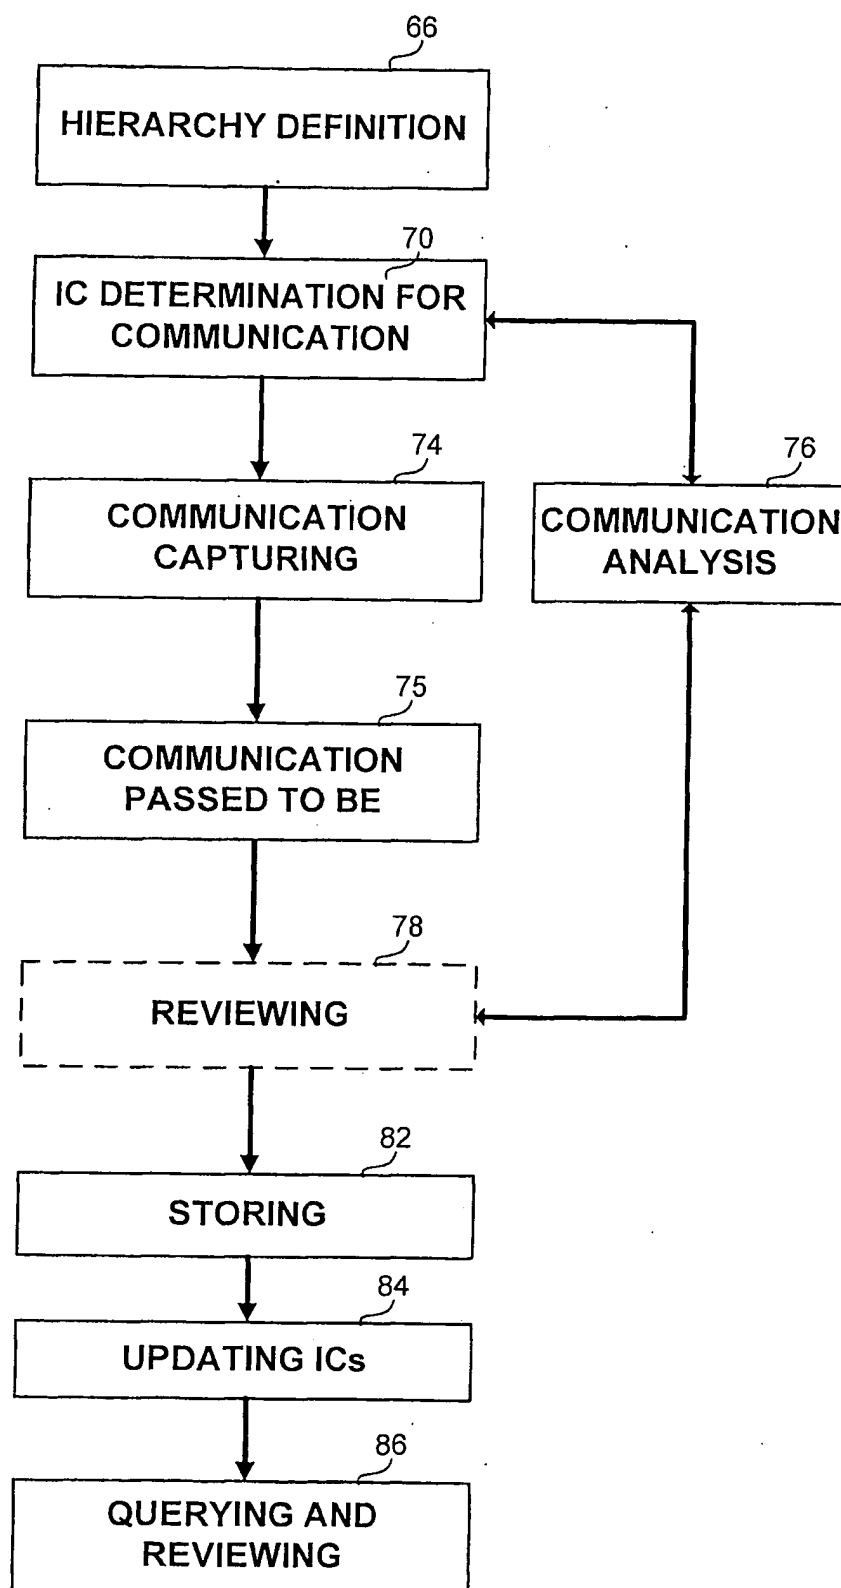 66
HIERARCHY DEFINITION
70
IC DETERMINATION FOR
COMMUNICATION
74
COMMUNICATION
CAPTURING
76
COMMUNICATION
ANALYSIS
75
COMMUNICATION
PASSED TO BE
78
REVIEWING
82
STORING
84
UPDATING ICs
86
QUERYING AND
REVIEWING